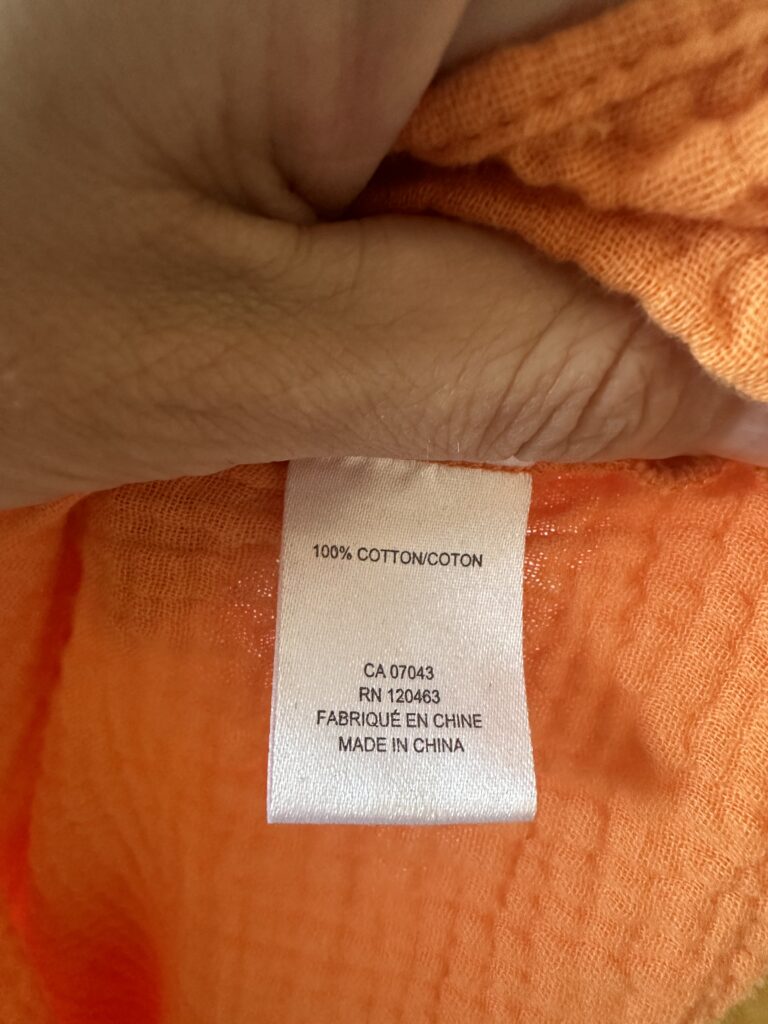 100% COTTON/COTON
CA 07043
RN 120463
FABRIQUÉ EN CHINE
MADE IN CHINA